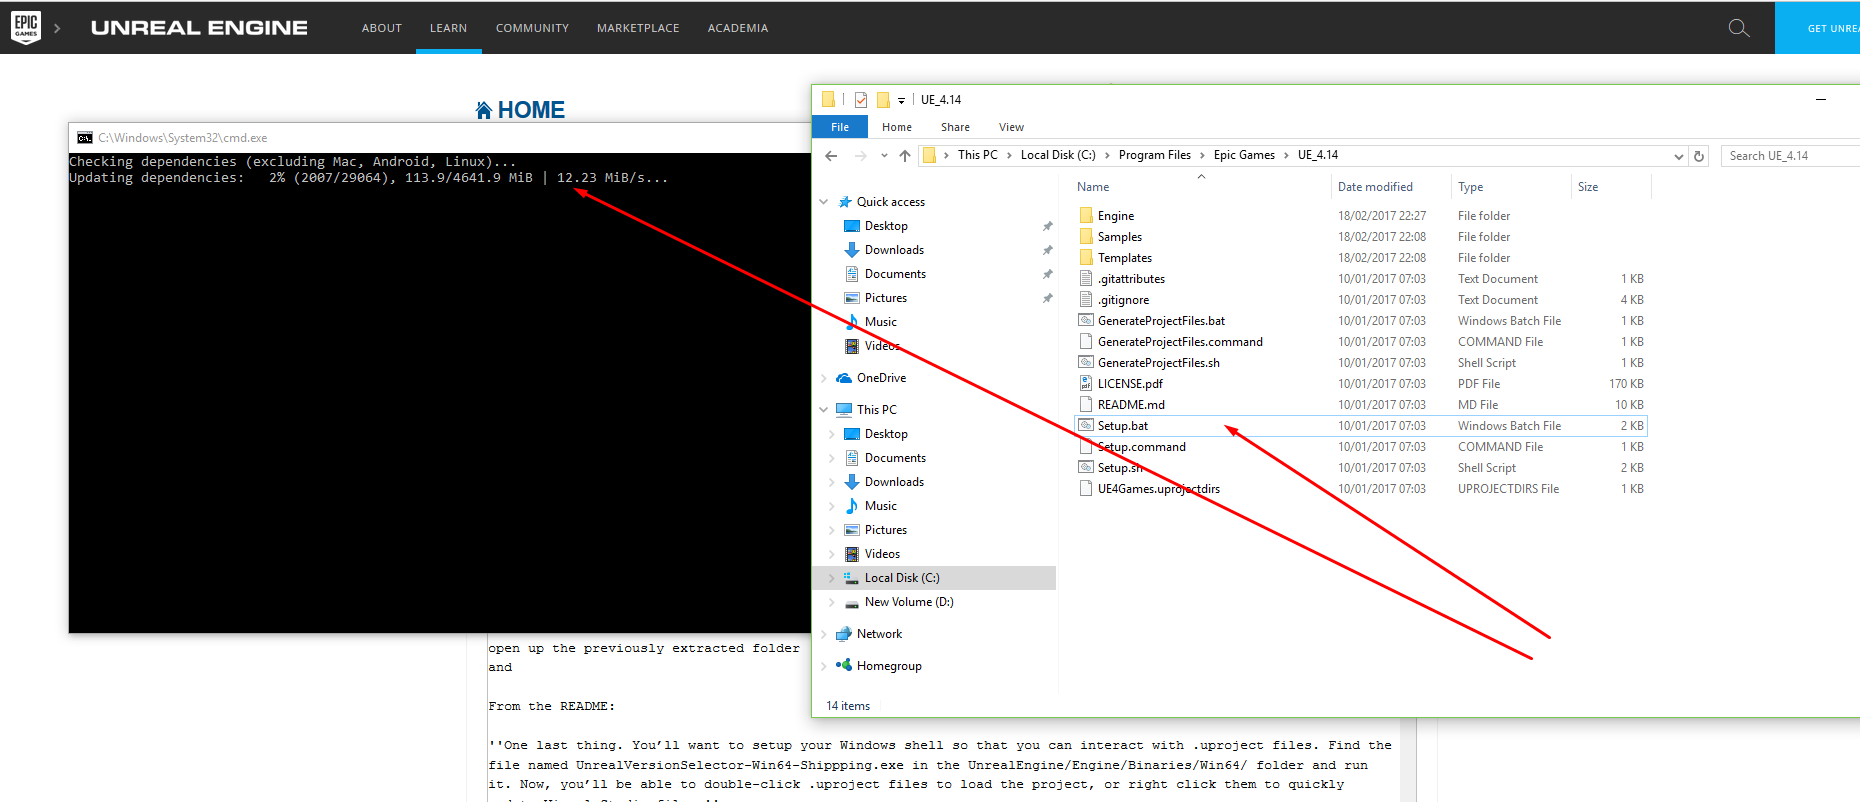 EPIC GAMES
UNREAL ENGINE
ABOUT LEARN COMMUNITY MARKETPLACE ACADEMIA
GET UNRE
HOME
C:\Windows\System32\cmd.exe
Checking dependencies (excluding Mac, Android, Linux)...
Updating dependencies:   2% (2007/29064), 113.9/4641.9 MiB | 12.23 MiB/s...
UE_4.14
File Home Share View
This PC Local Disk (C:) Program Files Epic Games UE_4.14
Search UE_4.14
Quick access
Desktop
Downloads
Documents
Pictures
Music
Videos
OneDrive
This PC
Desktop
Documents
Downloads
Music
Pictures
Videos
Local Disk (C:)
New Volume (D:)
Network
Homegroup
Name Date modified Type Size
Engine 18/02/2017 22:27 File folder
Samples 18/02/2017 22:08 File folder
Templates 18/02/2017 22:08 File folder
.gitattributes 10/01/2017 07:03 Text Document 1 KB
.gitignore 10/01/2017 07:03 Text Document 4 KB
GenerateProjectFiles.bat 10/01/2017 07:03 Windows Batch File 1 KB
GenerateProjectFiles.command 10/01/2017 07:03 COMMAND File 1 KB
GenerateProjectFiles.sh 10/01/2017 07:03 Shell Script 1 KB
LICENSE.pdf 10/01/2017 07:03 PDF File 170 KB
README.md 10/01/2017 07:03 MD File 10 KB
Setup.bat 10/01/2017 07:03 Windows Batch File 2 KB
Setup.command 10/01/2017 07:03 COMMAND File 1 KB
Setup.sh 10/01/2017 07:03 Shell Script 2 KB
UE4Games.uprojectdirs 10/01/2017 07:03 UPROJECTDIRS File 1 KB
14 items
open up the previously extracted folder
and
From the README:
''One last thing. You’ll want to setup your Windows shell so that you can interact with .uproject files. Find the
file named UnrealVersionSelector-Win64-Shippping.exe in the UnrealEngine/Engine/Binaries/Win64/ folder and run
it. Now, you’ll be able to double-click .uproject files to load the project, or right click them to quickly